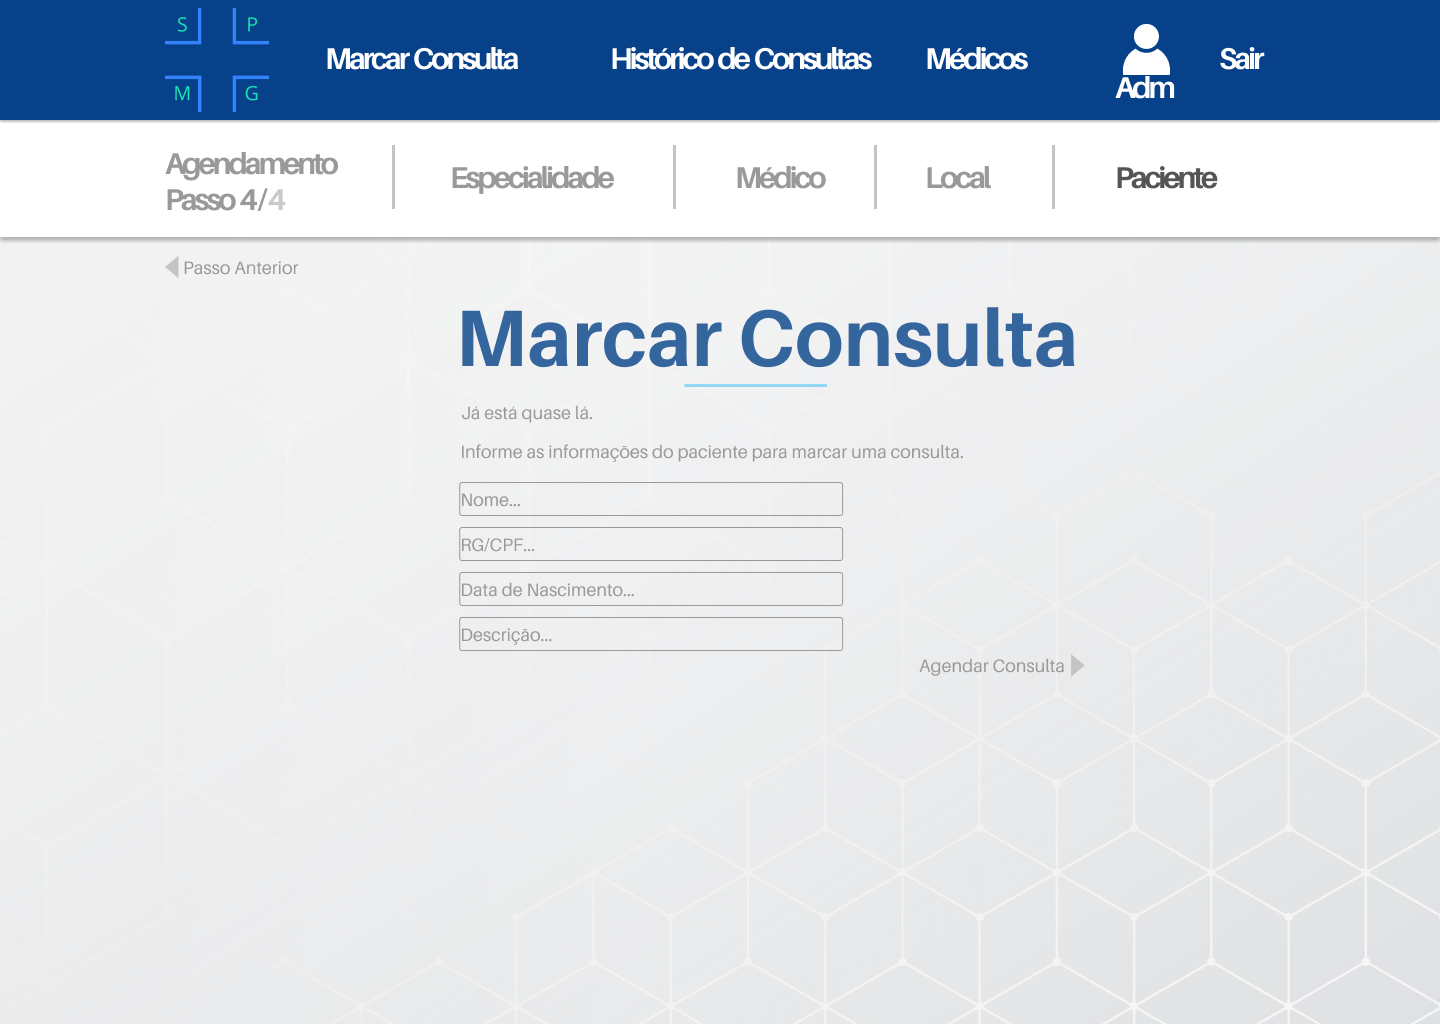 S P
M G
Marcar Consulta
Histórico de Consultas
Médicos
Adm
Sair
Agendamento
Passo 4/4
Especialidade
Médico
Local
Paciente
Passo Anterior
Marcar Consulta
Já está quase lá.
Informe as informações do paciente para marcar uma consulta.
Nome...
RG/CPF...
Data de Nascimento...
Descrição...
Agendar Consulta